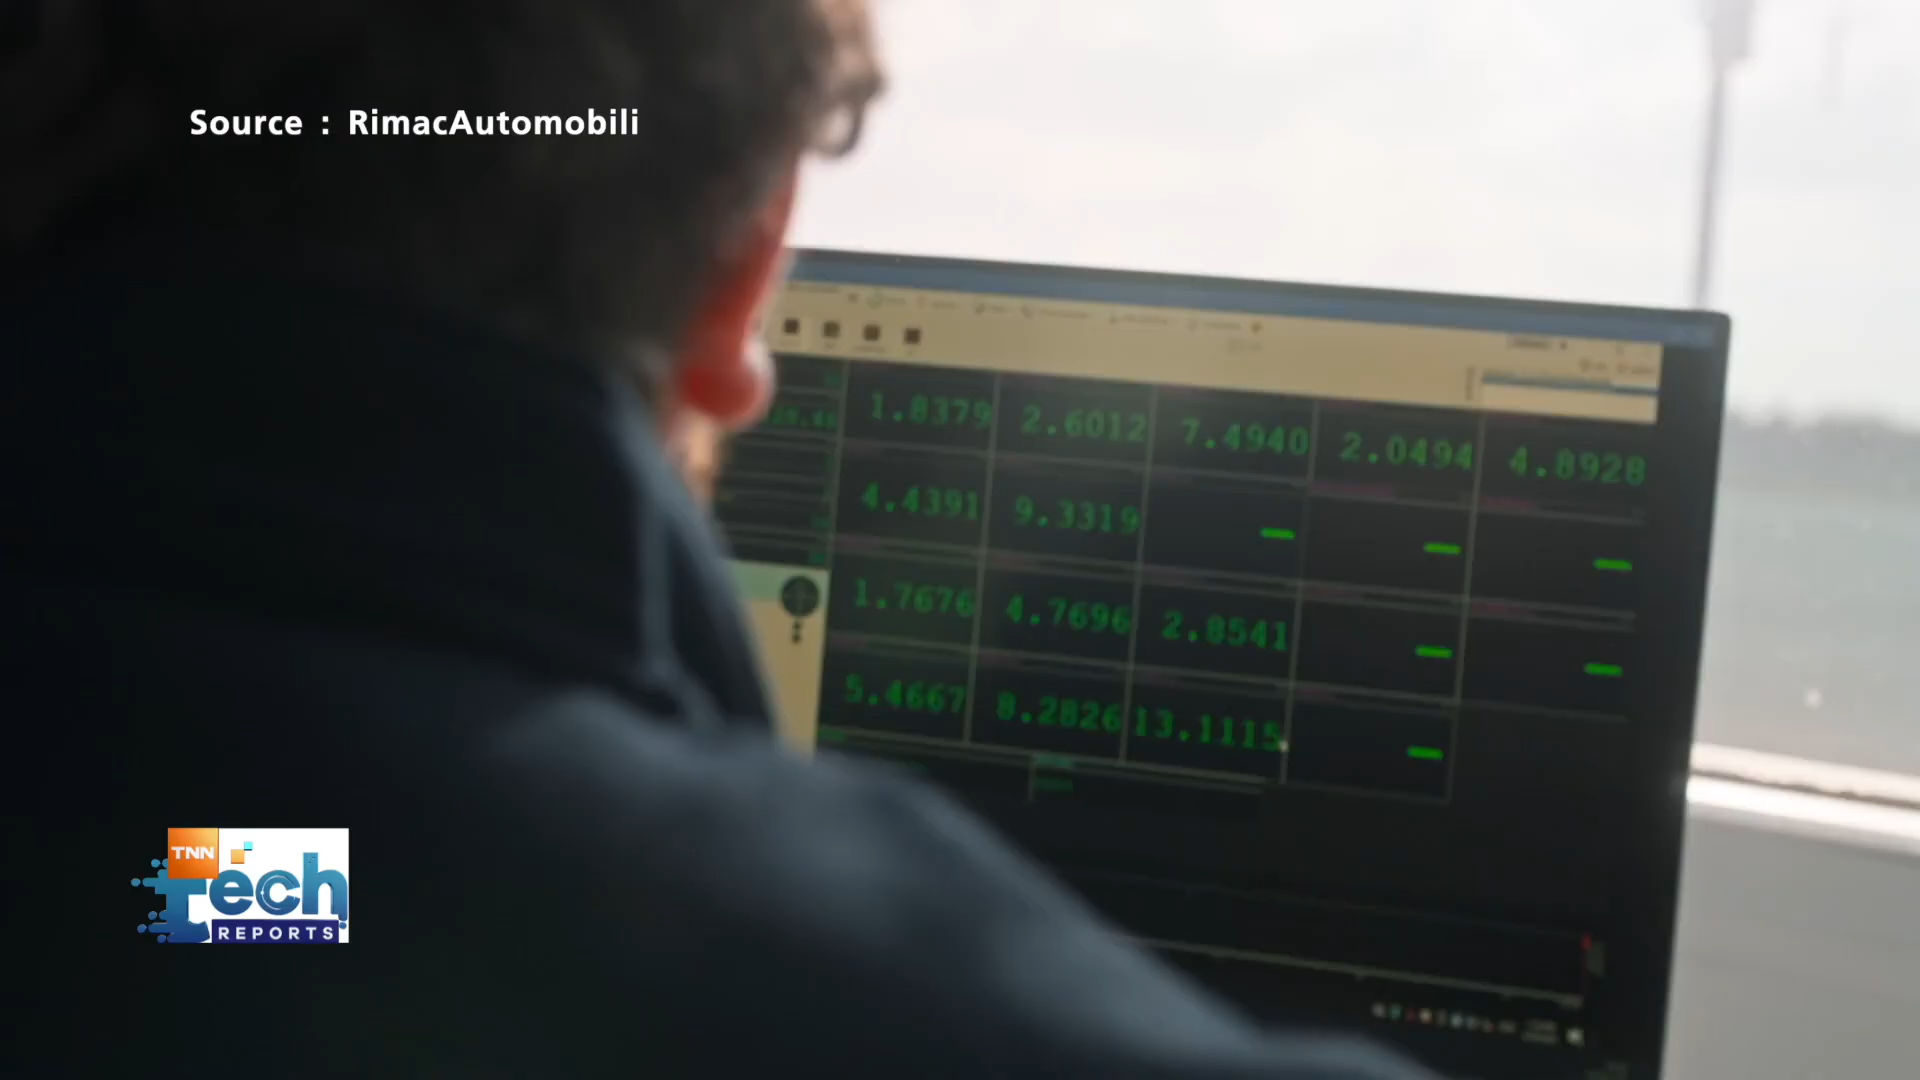 Source : RimacAutomobili
1.8379 2.6012 7.4940 2.0494 4.8928
4.4391 9.3319 - - -
1.7676 4.7696 2.8541 - -
5.4667 8.2826 13.1115 -
TNN
Tech
REPORTS